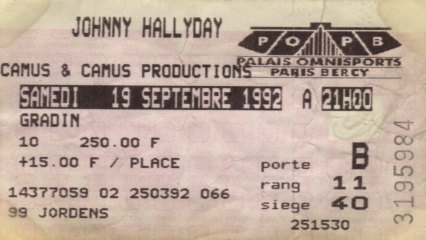 JOHNNY HALLYDAY
POPB
PALAIS OMNISPORTS
PARIS BERCY
CAMUS & CAMUS PRODUCTIONS
SAMEDI 19 SEPTEMBRE 1992 A 21H00
GRADIN
10 250.00 F
+15.00 F / PLACE
porte B
rang 11
siege 40
14377059 02 250392 066
99 JORDENS
251530
3195984